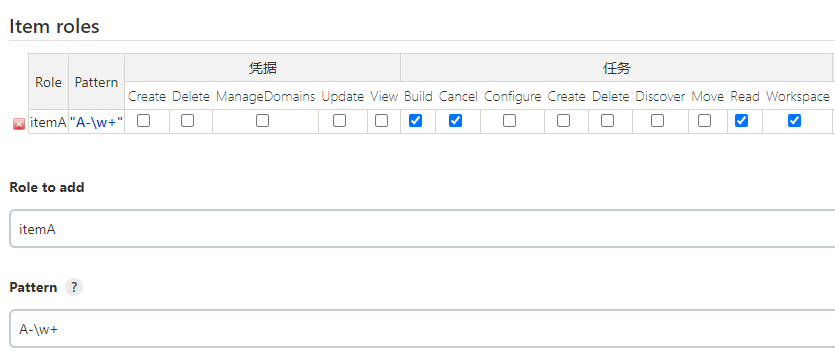 Item roles
Role Pattern 凭据 任务
Create Delete ManageDomains Update View Build Cancel Configure Create Delete Discover Move Read Workspace
itemA "A-\w+"
Role to add
itemA
Pattern ?
A-\w+